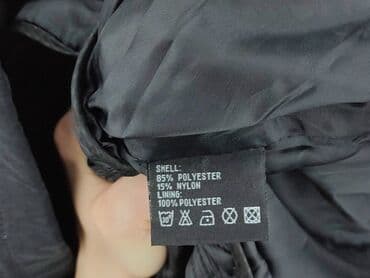 SHELL:
85% POLYESTER
15% NYLON
LINING:
100% POLYESTER